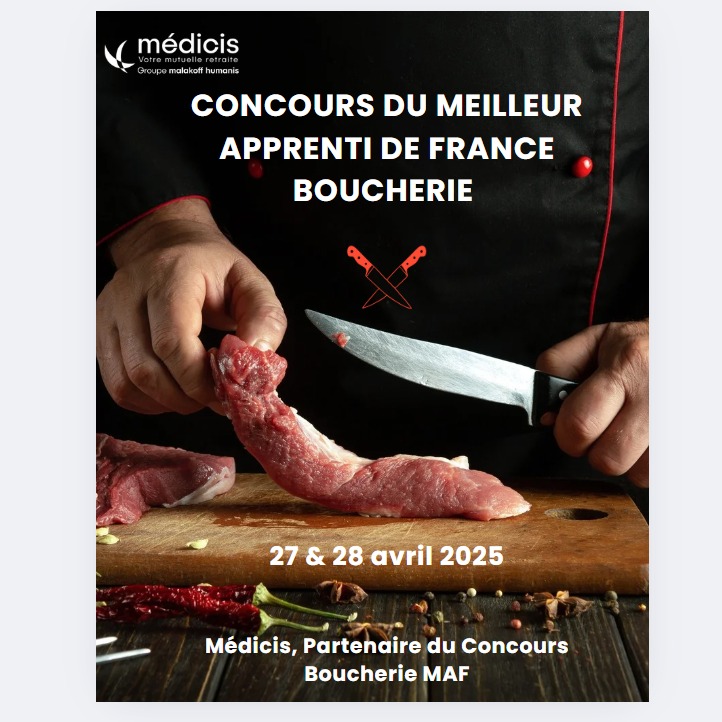 médicis
Votre mutuelle retraite
Groupe malakoff humanis
CONCOURS DU MEILLEUR
APPRENTI DE FRANCE
BOUCHERIE
27 & 28 avril 2025
Médicis, Partenaire du Concours
Boucherie MAF